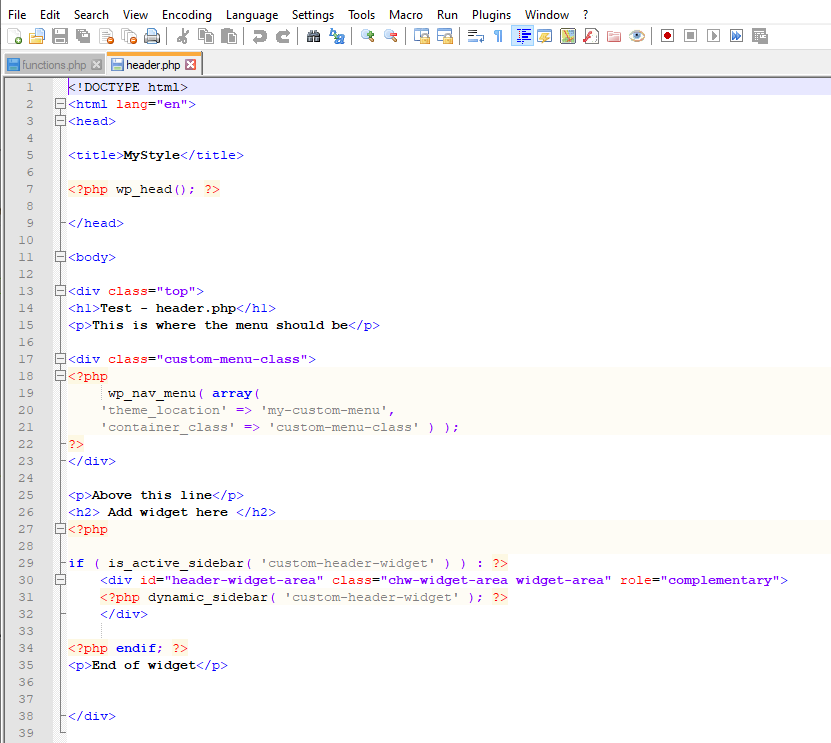 File Edit Search View Encoding Language Settings Tools Macro Run Plugins Window ?
functions.php header.php
1 <!DOCTYPE html>
2 <html lang="en">
3 <head>
4
5 <title>MyStyle</title>
6
7 <?php wp_head(); ?>
8
9 </head>
10
11 <body>
12
13 <div class="top">
14 <h1>Test - header.php</h1>
15 <p>This is where the menu should be</p>
16
17 <div class="custom-menu-class">
18 <?php
19 wp_nav_menu( array(
20 'theme_location' => 'my-custom-menu',
21 'container_class' => 'custom-menu-class' ) );
22 ?>
23 </div>
24
25 <p>Above this line</p>
26 <h2> Add widget here </h2>
27 <?php
28
29 if ( is_active_sidebar( 'custom-header-widget' ) ) : ?>
30 <div id="header-widget-area" class="chw-widget-area widget-area" role="complementary">
31 <?php dynamic_sidebar( 'custom-header-widget' ); ?>
32 </div>
33
34 <?php endif; ?>
35 <p>End of widget</p>
36
37
38 </div>
39